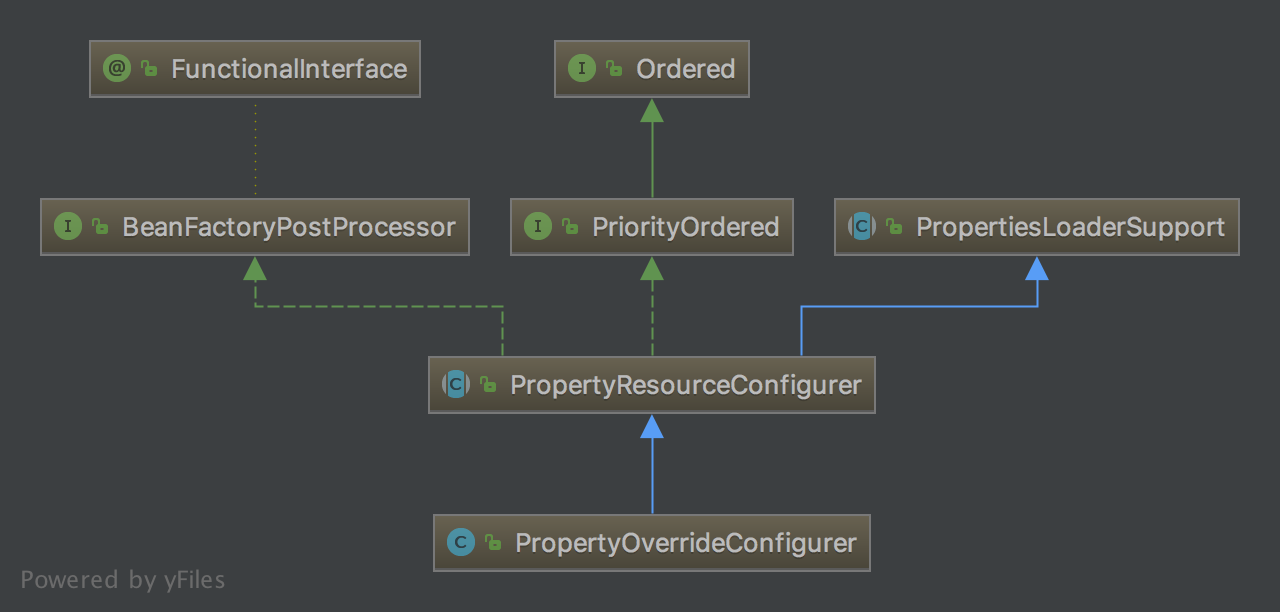 @ FunctionalInterface
I Ordered
I BeanFactoryPostProcessor
I PriorityOrdered
C PropertiesLoaderSupport
C PropertyResourceConfigurer
C PropertyOverrideConfigurer
Powered by yFiles